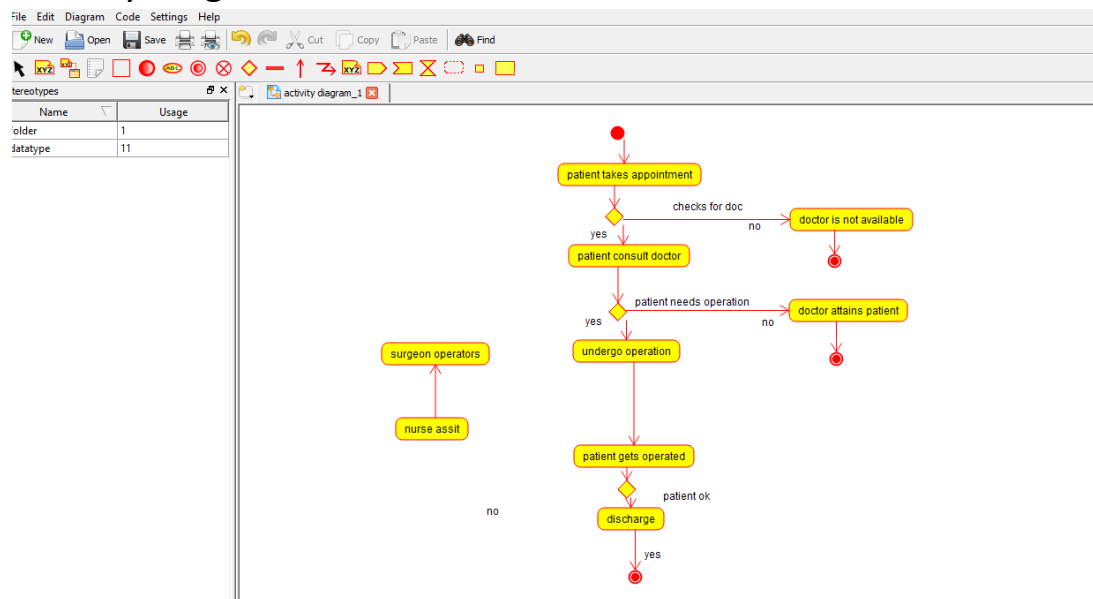 File Edit Diagram Code Settings Help
New Open Save Cut Copy Paste Find
XYZ ABC XYZ
tereotypes
activity diagram_1
Name Usage
folder 1
datatype 11
patient takes appointment
checks for doc
doctor is not available
no
yes
patient consult doctor
patient needs operation
doctor attains patient
yes
no
surgeon operators
undergo operation
nurse assit
patient gets operated
patient ok
no
discharge
yes